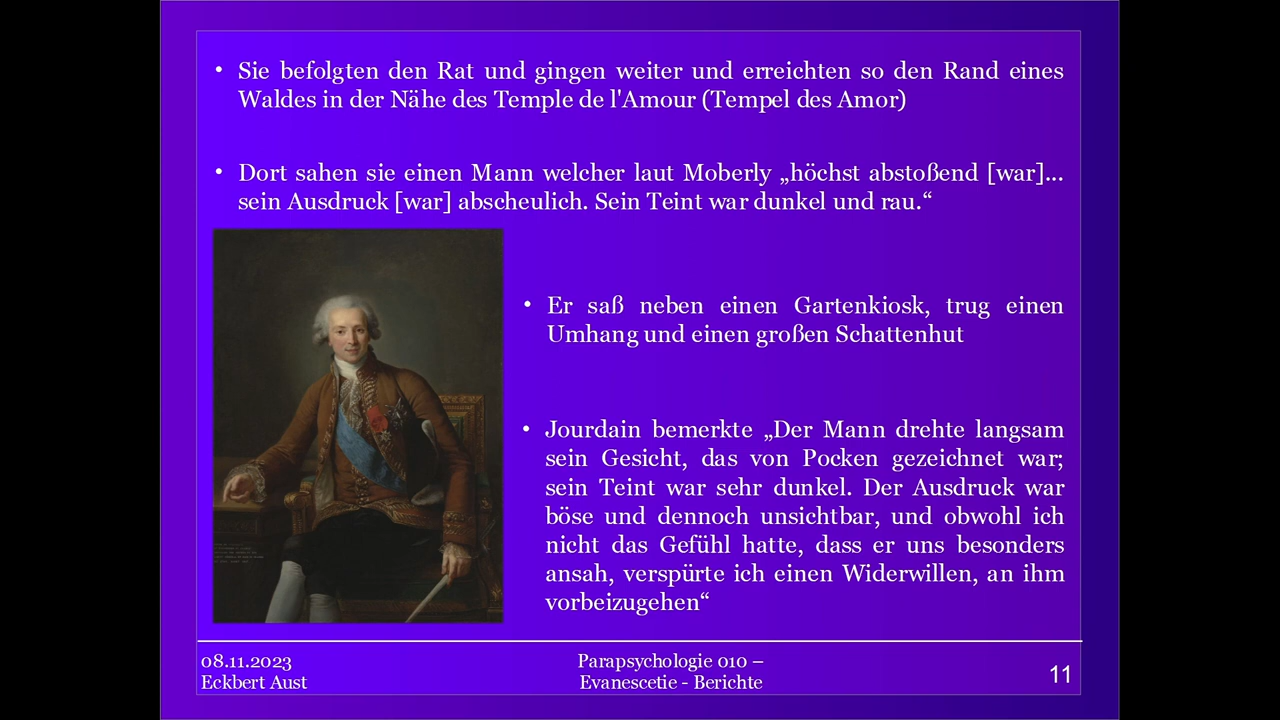 • Sie befolgten den Rat und gingen weiter und erreichten so den Rand eines
Waldes in der Nähe des Temple de l'Amour (Tempel des Amor)
• Dort sahen sie einen Mann welcher laut Moberly „höchst abstoßend [war]...
sein Ausdruck [war] abscheulich. Sein Teint war dunkel und rau.“
• Er saß neben einen Gartenkiosk, trug einen
Umhang und einen großen Schattenhut
• Jourdain bemerkte „Der Mann drehte langsam
sein Gesicht, das von Pocken gezeichnet war;
sein Teint war sehr dunkel. Der Ausdruck war
böse und dennoch unsichtbar, und obwohl ich
nicht das Gefühl hatte, dass er uns besonders
ansah, verspürte ich einen Widerwillen, an ihm
vorbeizugehen“
08.11.2023
Eckbert Aust
Parapsychologie 010 –
Evanescetie - Berichte
11